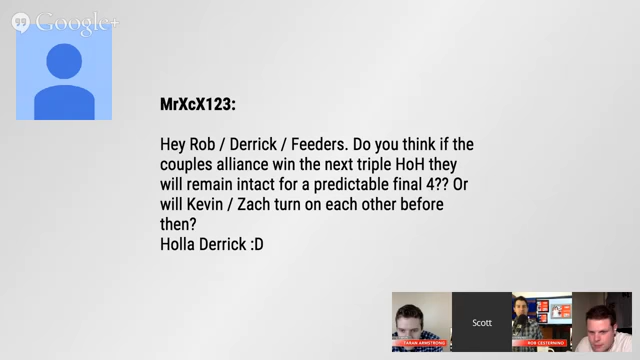 Google+
MrXcX123:
Hey Rob / Derrick / Feeders. Do you think if the
couples alliance win the next triple HoH they
will remain intact for a predictable final 4?? Or
will Kevin / Zach turn on each other before
then?
Holla Derrick :D
Scott
TARAN ARMSTRONG
ROB CESTERNINO